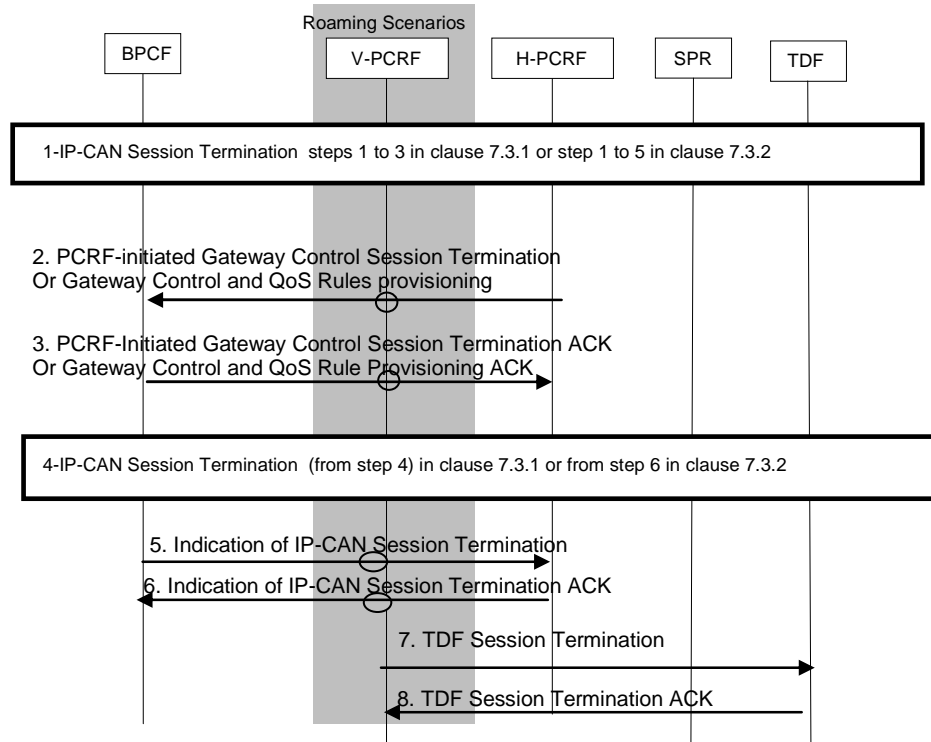 Roaming Scenarios
BPCF
V-PCRF
H-PCRF
SPR
TDF
1-IP-CAN Session Termination steps 1 to 3 in clause 7.3.1 or step 1 to 5 in clause 7.3.2
2. PCRF-initiated Gateway Control Session Termination
Or Gateway Control and QoS Rules provisioning
3. PCRF-Initiated Gateway Control Session Termination ACK
Or Gateway Control and QoS Rule Provisioning ACK
4-IP-CAN Session Termination (from step 4) in clause 7.3.1 or from step 6 in clause 7.3.2
5. Indication of IP-CAN Session Termination
6. Indication of IP-CAN Session Termination ACK
7. TDF Session Termination
8. TDF Session Termination ACK